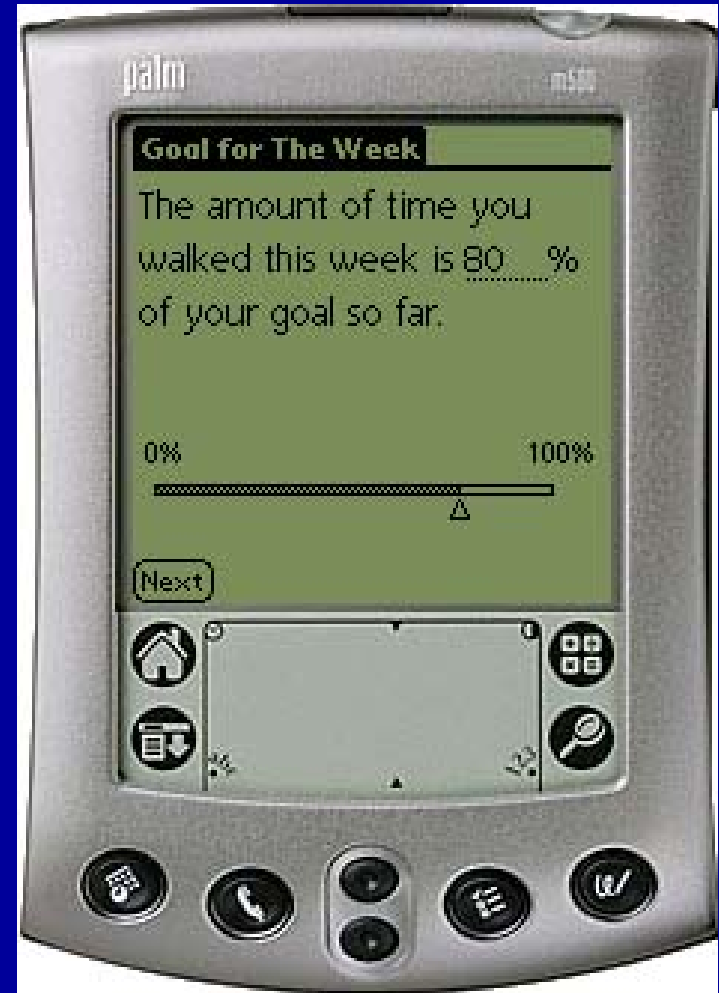 palm
m500
Goal for The Week
The amount of time you
walked this week is 80 %
of your goal so far.
0% 100%
Next